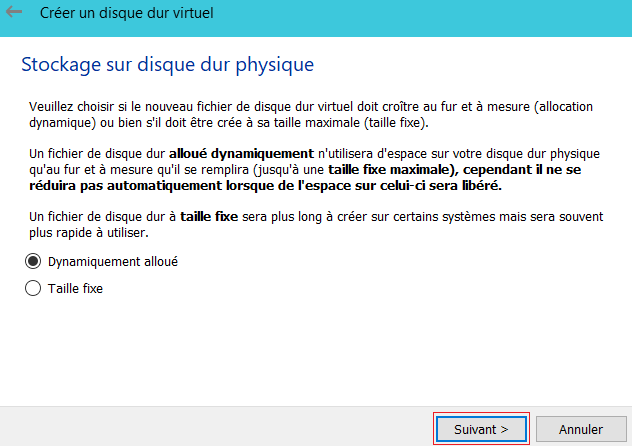 Créer un disque dur virtuel
Stockage sur disque dur physique
Veuillez choisir si le nouveau fichier de disque dur virtuel doit croître au fur et à mesure (allocation
dynamique) ou bien s'il doit être crée à sa taille maximale (taille fixe).
Un fichier de disque dur alloué dynamiquement n'utilisera d'espace sur votre disque dur physique
qu'au fur et à mesure qu'il se remplira (jusqu'à une taille fixe maximale), cependant il ne se
réduira pas automatiquement lorsque de l'espace sur celui-ci sera libéré.
Un fichier de disque dur à taille fixe sera plus long à créer sur certains systèmes mais sera souvent
plus rapide à utiliser.
Dynamiquement alloué
Taille fixe
Suivant >
Annuler